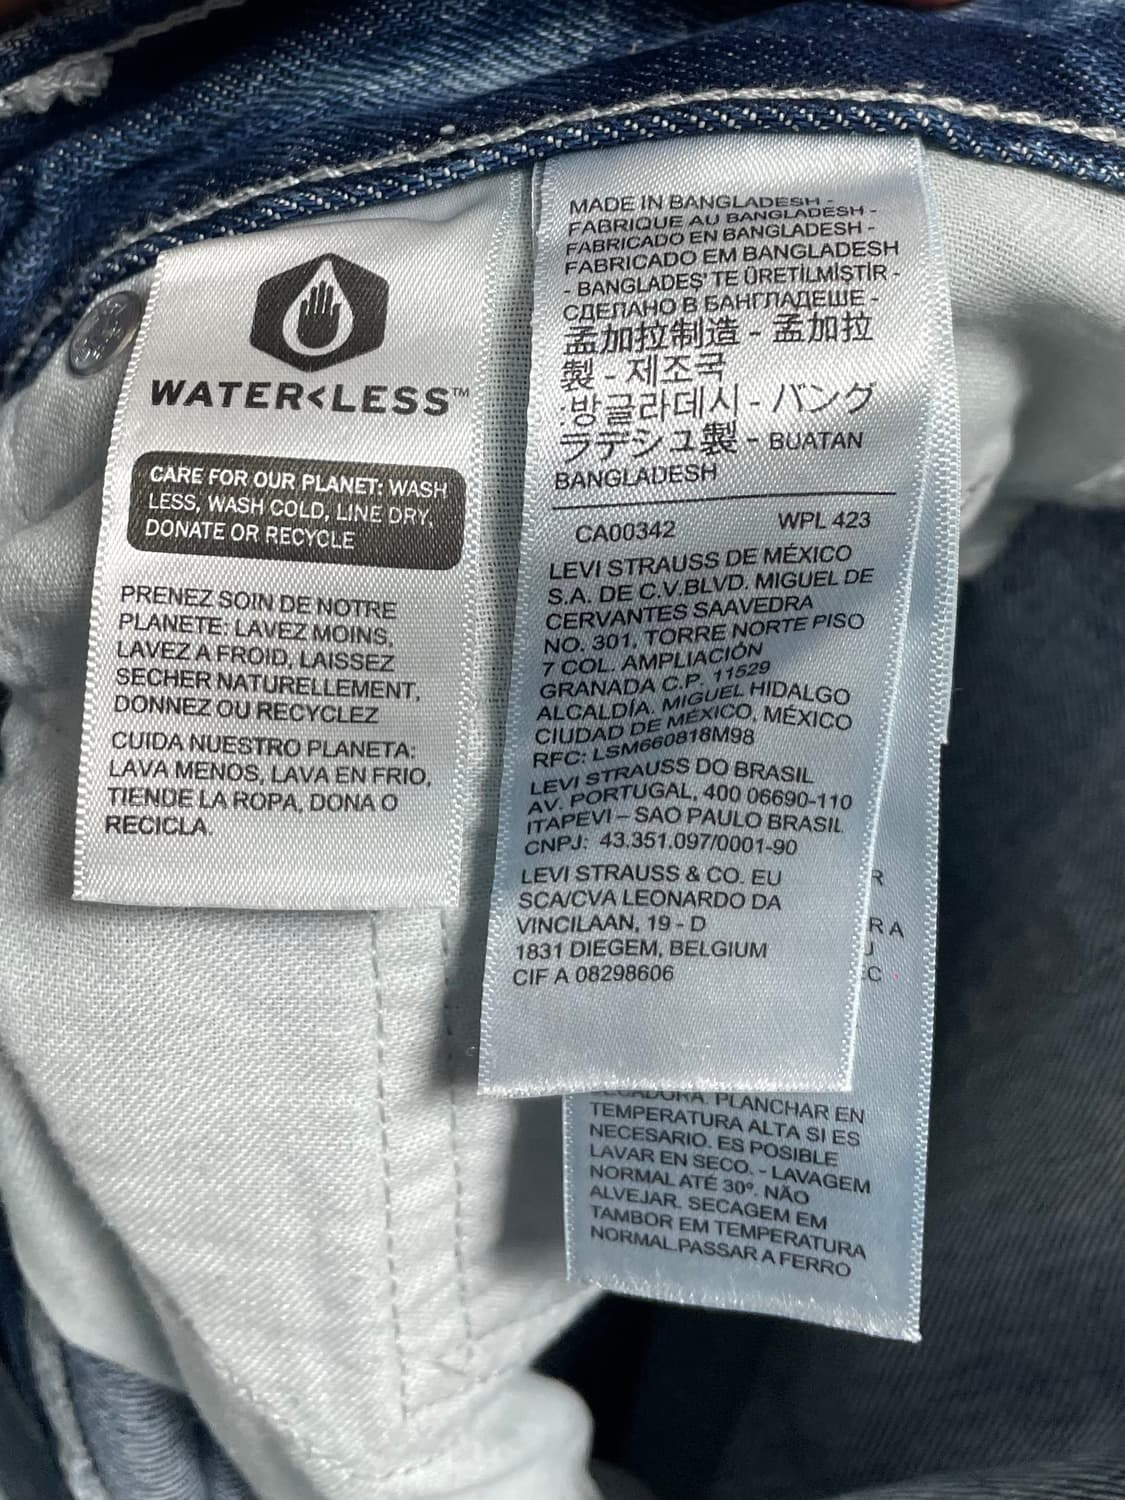 WATER<LESS™
CARE FOR OUR PLANET: WASH
LESS, WASH COLD, LINE DRY,
DONATE OR RECYCLE
PRENEZ SOIN DE NOTRE
PLANETE: LAVEZ MOINS,
LAVEZ A FROID, LAISSEZ
SECHER NATURELLEMENT,
DONNEZ OU RECYCLEZ
CUIDA NUESTRO PLANETA:
LAVA MENOS, LAVA EN FRIO,
TIENDE LA ROPA, DONA O
RECICLA.
MADE IN BANGLADESH -
FABRIQUE AU BANGLADESH -
FABRICADO EN BANGLADESH -
FABRICADO EM BANGLADESH
- BANGLADEŞ'TE ÜRETİLMİŞTİR -
СДЕЛАНО В БАНГЛАДЕШЕ -
孟加拉制造 - 孟加拉
製 - 제조국
:방글라데시 - バング
ラデシュ製 - BUATAN
BANGLADESH
CA00342 WPL 423
LEVI STRAUSS DE MÉXICO
S.A. DE C.V.BLVD. MIGUEL DE
CERVANTES SAAVEDRA
NO. 301, TORRE NORTE PISO
7 COL. AMPLIACIÓN
GRANADA C.P. 11529
ALCALDÍA. MIGUEL HIDALGO
CIUDAD DE MÉXICO, MÉXICO
RFC: LSM660818M98
LEVI STRAUSS DO BRASIL
AV. PORTUGAL, 400 06690-110
ITAPEVI – SAO PAULO BRASIL
CNPJ: 43.351.097/0001-90
LEVI STRAUSS & CO. EU
SCA/CVA LEONARDO DA
VINCILAAN, 19 - D
1831 DIEGEM, BELGIUM
CIF A 08298606
PLANCHAR EN
TEMPERATURA ALTA SI ES
NECESARIO. ES POSIBLE
LAVAR EN SECO. - LAVAGEM
NORMAL ATÉ 30º. NÃO
ALVEJAR. SECAGEM EM
TAMBOR EM TEMPERATURA
NORMAL.PASSAR A FERRO